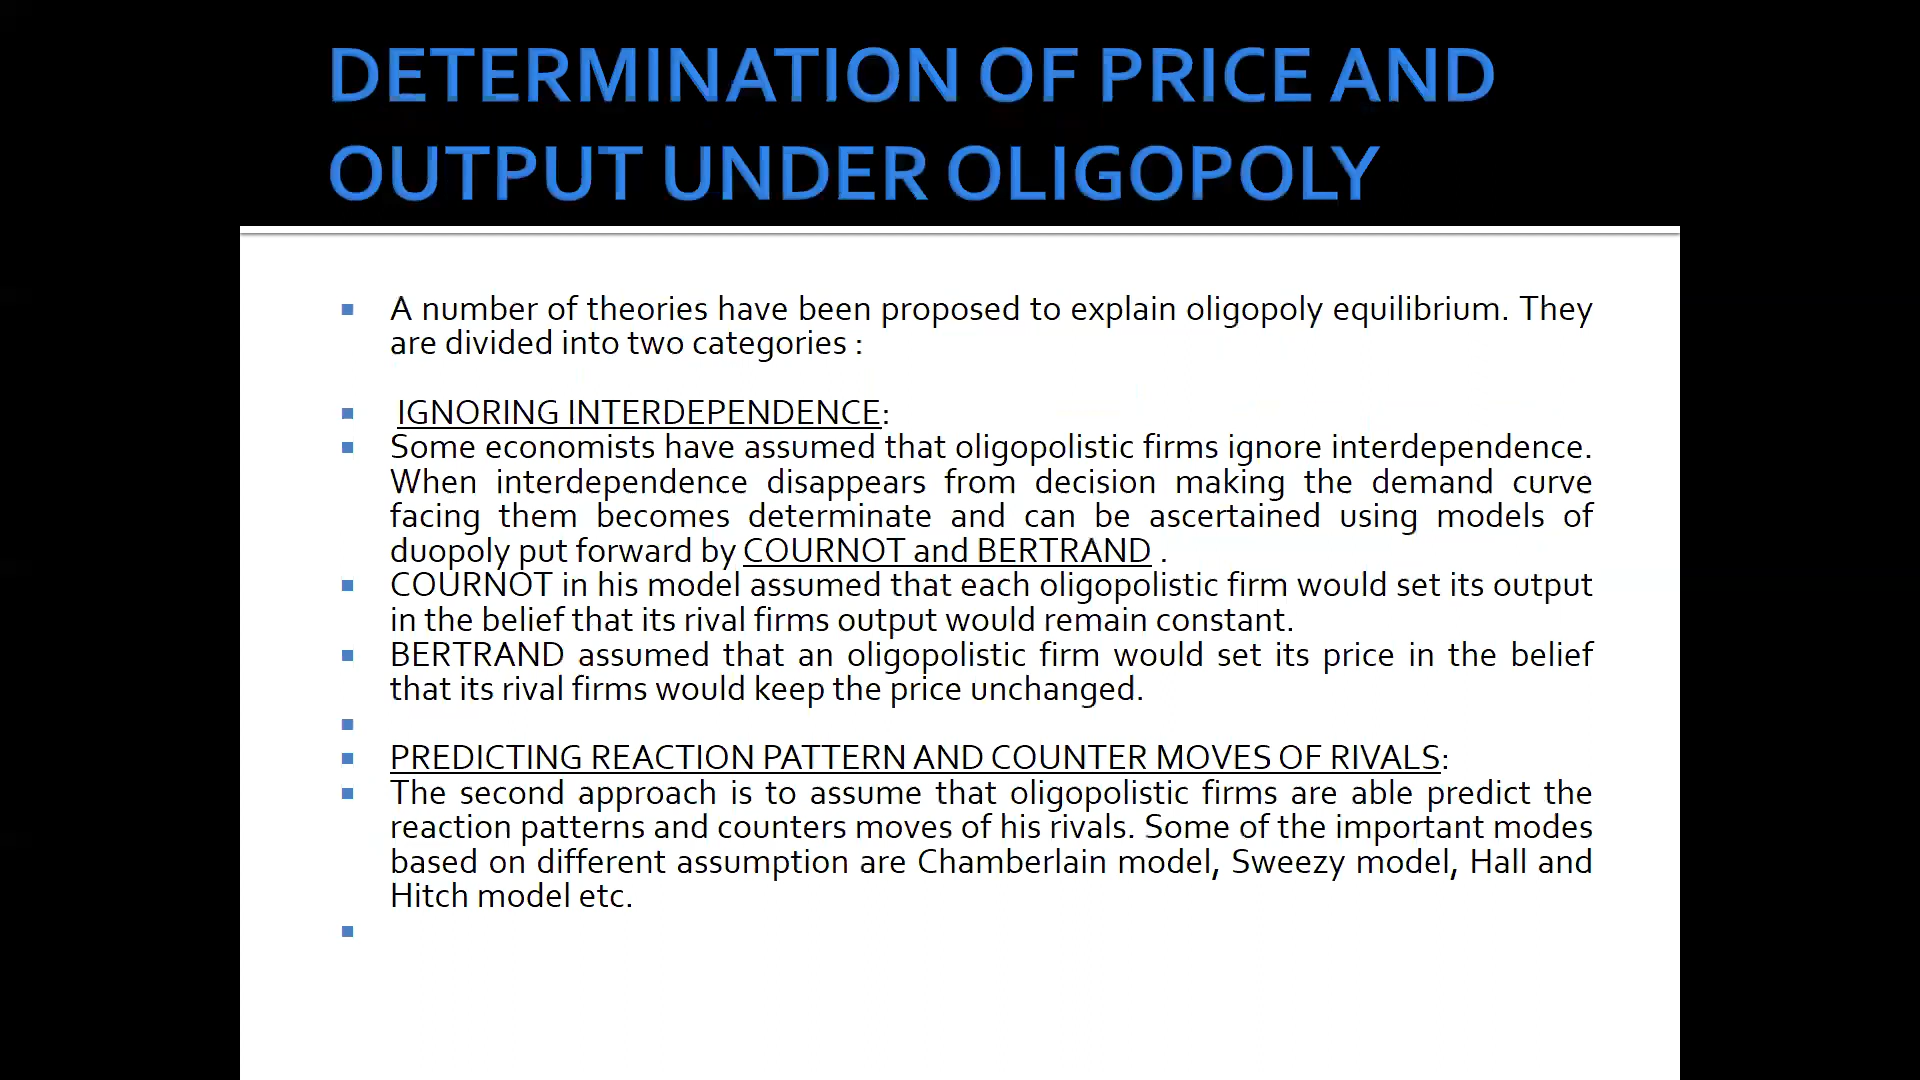 DETERMINATION OF PRICE AND
OUTPUT UNDER OLIGOPOLY
A number of theories have been proposed to explain oligopoly equilibrium. They
are divided into two categories :
IGNORING INTERDEPENDENCE:
Some economists have assumed that oligopolistic firms ignore interdependence.
When interdependence disappears from decision making the demand curve
facing them becomes determinate and can be ascertained using models of
duopoly put forward by COURNOT and BERTRAND .
COURNOT in his model assumed that each oligopolistic firm would set its output
in the belief that its rival firms output would remain constant.
BERTRAND assumed that an oligopolistic firm would set its price in the belief
that its rival firms would keep the price unchanged.
PREDICTING REACTION PATTERN AND COUNTER MOVES OF RIVALS:
The second approach is to assume that oligopolistic firms are able predict the
reaction patterns and counters moves of his rivals. Some of the important modes
based on different assumption are Chamberlain model, Sweezy model, Hall and
Hitch model etc.